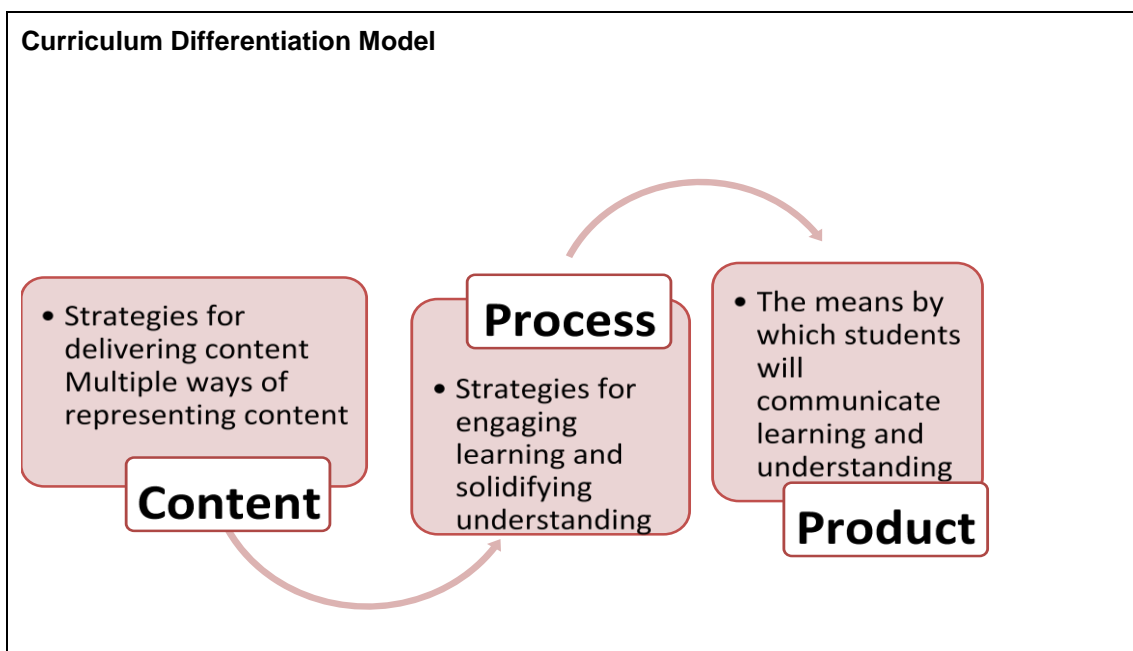 Curriculum Differentiation Model
• Strategies for
delivering content
Multiple ways of
representing content
Content
Process
• Strategies for
engaging
learning and
solidifying
understanding
• The means by
which students
will
communicate
learning and
understanding
Product